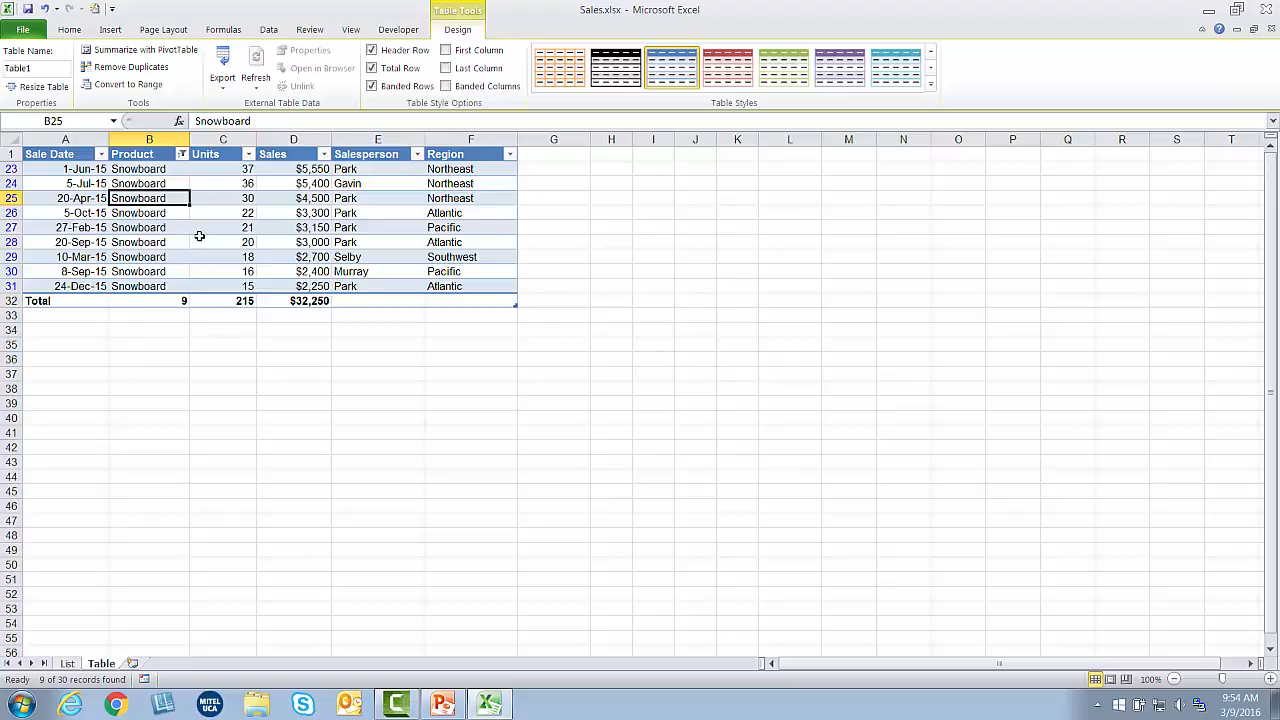 Table Tools
Sales.xlsx - Microsoft Excel
File Home Insert Page Layout Formulas Data Review View Developer Design
Table Name: Summarize with PivotTable Properties Header Row First Column
Open in Browser Total Row Last Column
Resize Table Convert to Range Export Refresh Unlink Banded Rows Banded Columns
Properties Tools External Table Data Table Style Options Table Styles
B25 fx Snowboard
A B C D E F G H I J K L M N O P Q R S T
1 Sale Date Product Units Sales Salesperson Region
23 1-Jun-15 Snowboard 37 $5,550 Park Northeast
24 5-Jul-15 Snowboard 36 $5,400 Gavin Northeast
25 20-Apr-15 Snowboard 30 $4,500 Park Northeast
26 5-Oct-15 Snowboard 22 $3,300 Park Atlantic
27 27-Feb-15 Snowboard 21 $3,150 Park Pacific
28 20-Sep-15 Snowboard 20 $3,000 Park Atlantic
29 10-Mar-15 Snowboard 18 $2,700 Selby Southwest
30 8-Sep-15 Snowboard 16 $2,400 Murray Pacific
31 24-Dec-15 Snowboard 15 $2,250 Park Atlantic
32 Total 9 215 $32,250
33
34
35
36
37
38
39
40
41
42
43
44
45
46
47
48
49
50
51
52
53
54
55
56
List Table
Ready 9 of 30 records found 100%
MITEL
UCA
9:54 AM
3/9/2016